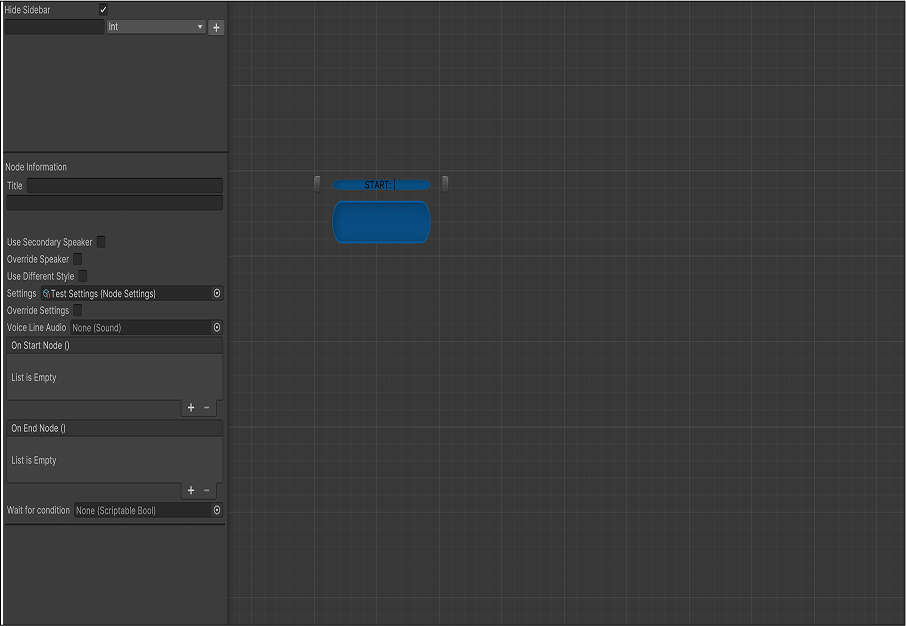 Hide Sidebar
Int
+
Node Information
Title
START: |
Use Secondary Speaker
Override Speaker
Use Different Style
Settings Test Settings (Node Settings)
Override Settings
Voice Line Audio None (Sound)
On Start Node ()
List is Empty
+ −
On End Node ()
List is Empty
+ −
Wait for condition None (Scriptable Bool)